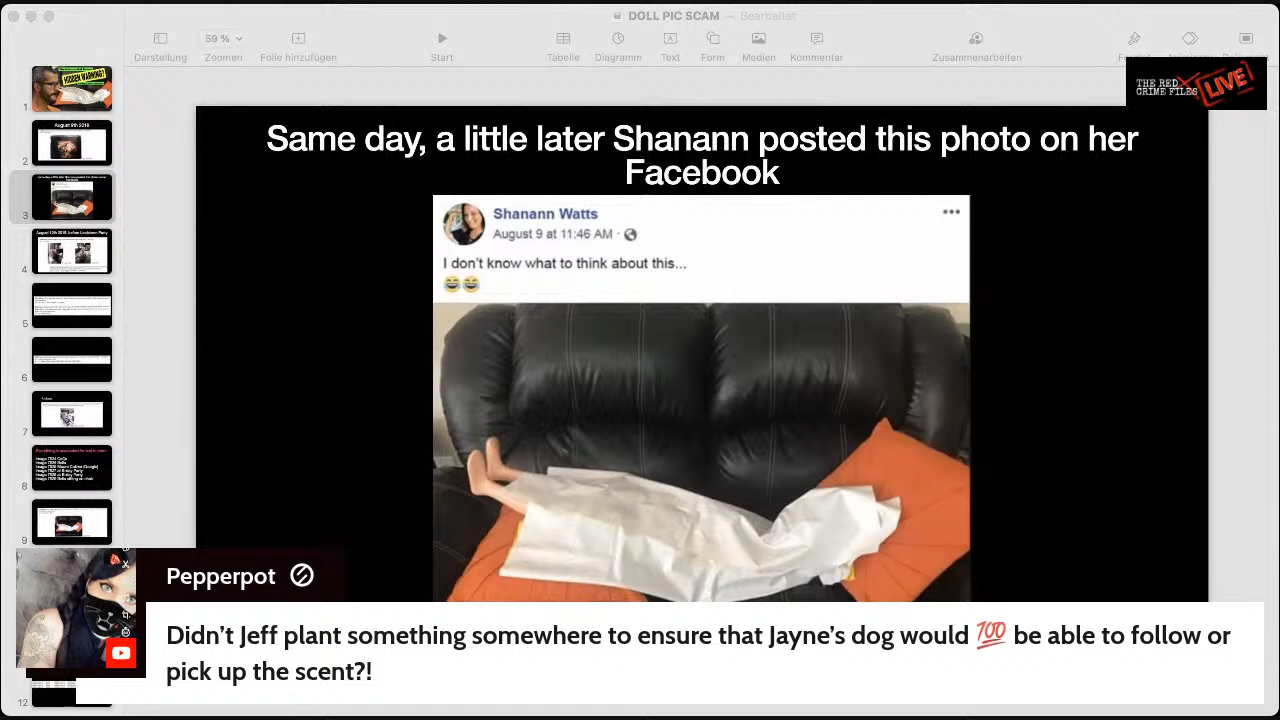 DOLL PIC SCAM — Bearbeitet
59 %
Darstellung
Zoomen
Folie hinzufügen
Start
Tabelle
Diagramm
Text
Form
Medien
Kommentar
Zusammenarbeiten
THE RED
CRIME FILES
LIVE
HIDDEN WARNING?
1
August 9th 2018
2
3
4
5
6
7
8
9
12
Same day, a little later Shanann posted this photo on her
Facebook
Shanann Watts
August 9 at 11:46 AM ·
I don't know what to think about this...
😂😂
Pepperpot
Didn't Jeff plant something somewhere to ensure that Jayne's dog would 💯 be able to follow or
pick up the scent?!